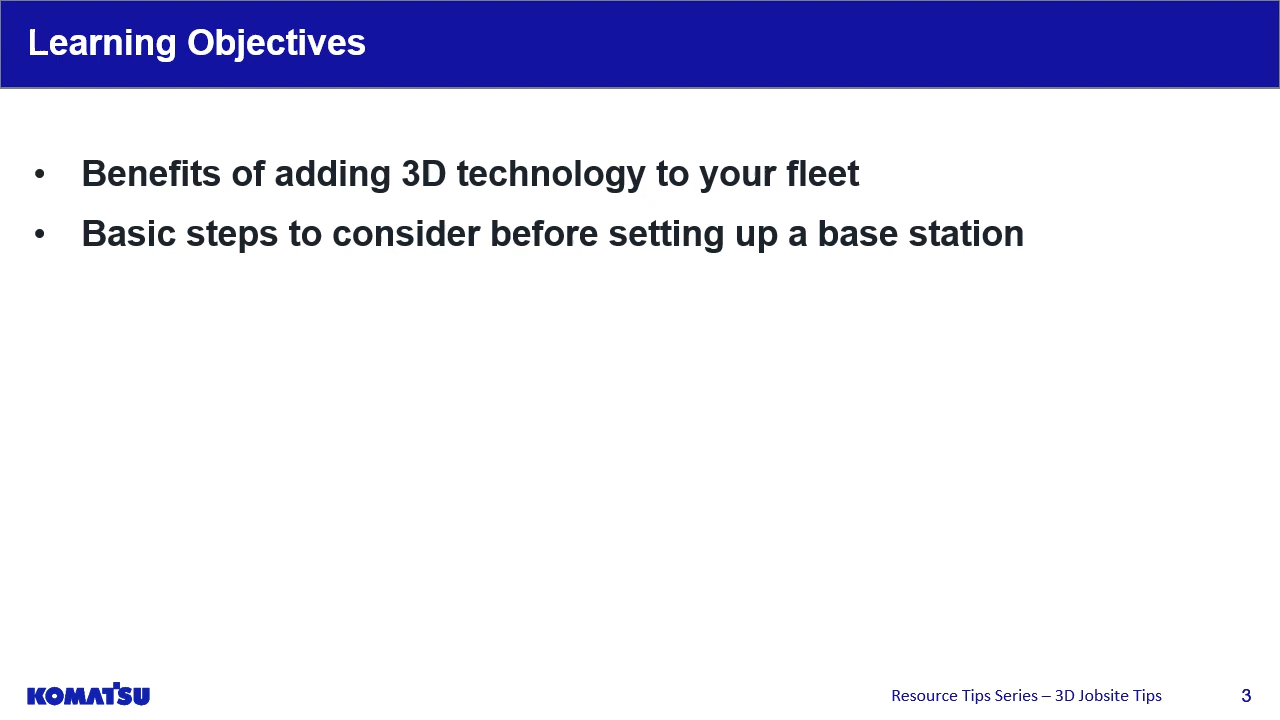 Learning Objectives
• Benefits of adding 3D technology to your fleet
• Basic steps to consider before setting up a base station
KOMATSU
Resource Tips Series – 3D Jobsite Tips
3